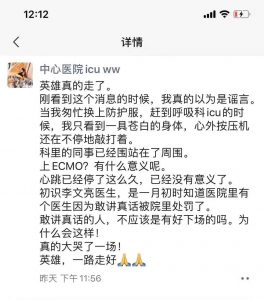 12:12
详情
中心医院icu ww
英雄真的走了。
刚看到这个消息的时候，我真的以为是谣言。
当我匆忙换上防护服，赶到呼吸科icu的时
候，我只看到一具苍白的身体，心外按压机
还在不停地敲打着。
科里的同事已经围站在了周围。
上ECMO？有什么意义呢。
心跳已经停了这么久，已经没有意义了。
初识李文亮医生，是一月初时知道医院里有
个医生因为敢讲真话被院里处罚了。
敢讲真话的人，不应该是有好下场的吗。为
什么会这样！
真的大哭了一场！
英雄，一路走好🙏🙏
昨天 下午 11:56